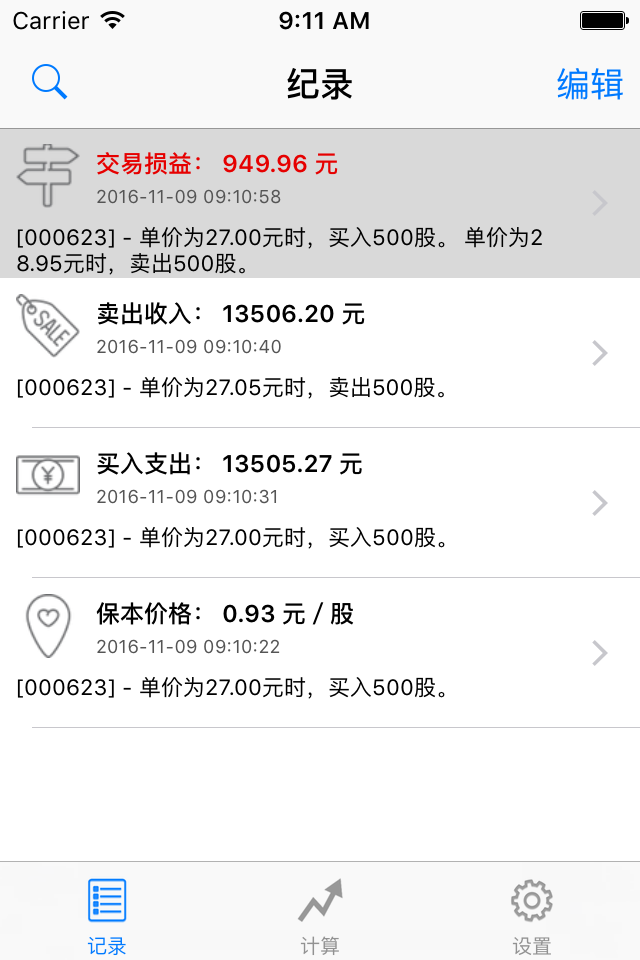 Carrier 9:11 AM
纪录 编辑
交易损益： 949.96 元
2016-11-09 09:10:58
[000623] - 单价为27.00元时，买入500股。 单价为2
8.95元时，卖出500股。
SALE
卖出收入： 13506.20 元
2016-11-09 09:10:40
[000623] - 单价为27.05元时，卖出500股。
¥
买入支出： 13505.27 元
2016-11-09 09:10:31
[000623] - 单价为27.00元时，买入500股。
保本价格： 0.93 元 / 股
2016-11-09 09:10:22
[000623] - 单价为27.00元时，买入500股。
记录 计算 设置